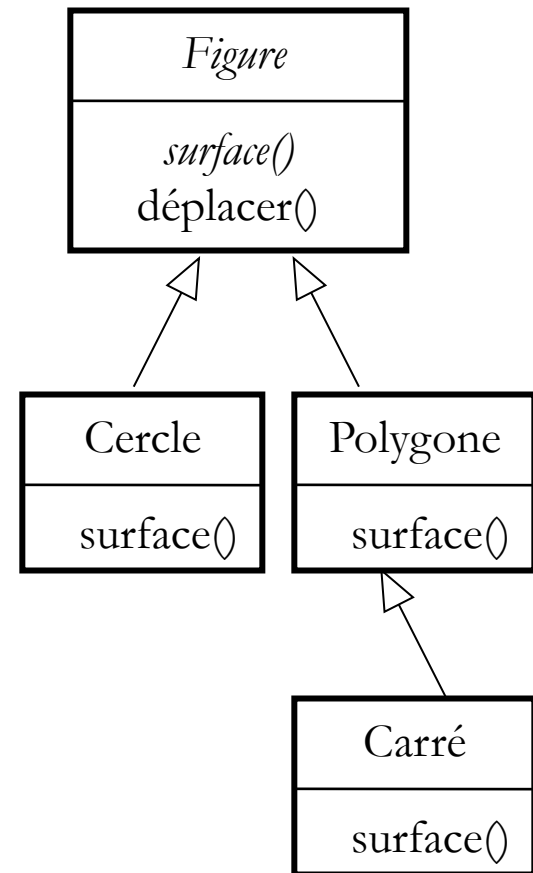 Figure
surface()
déplacer()
Cercle
surface()
Polygone
surface()
Carré
surface()